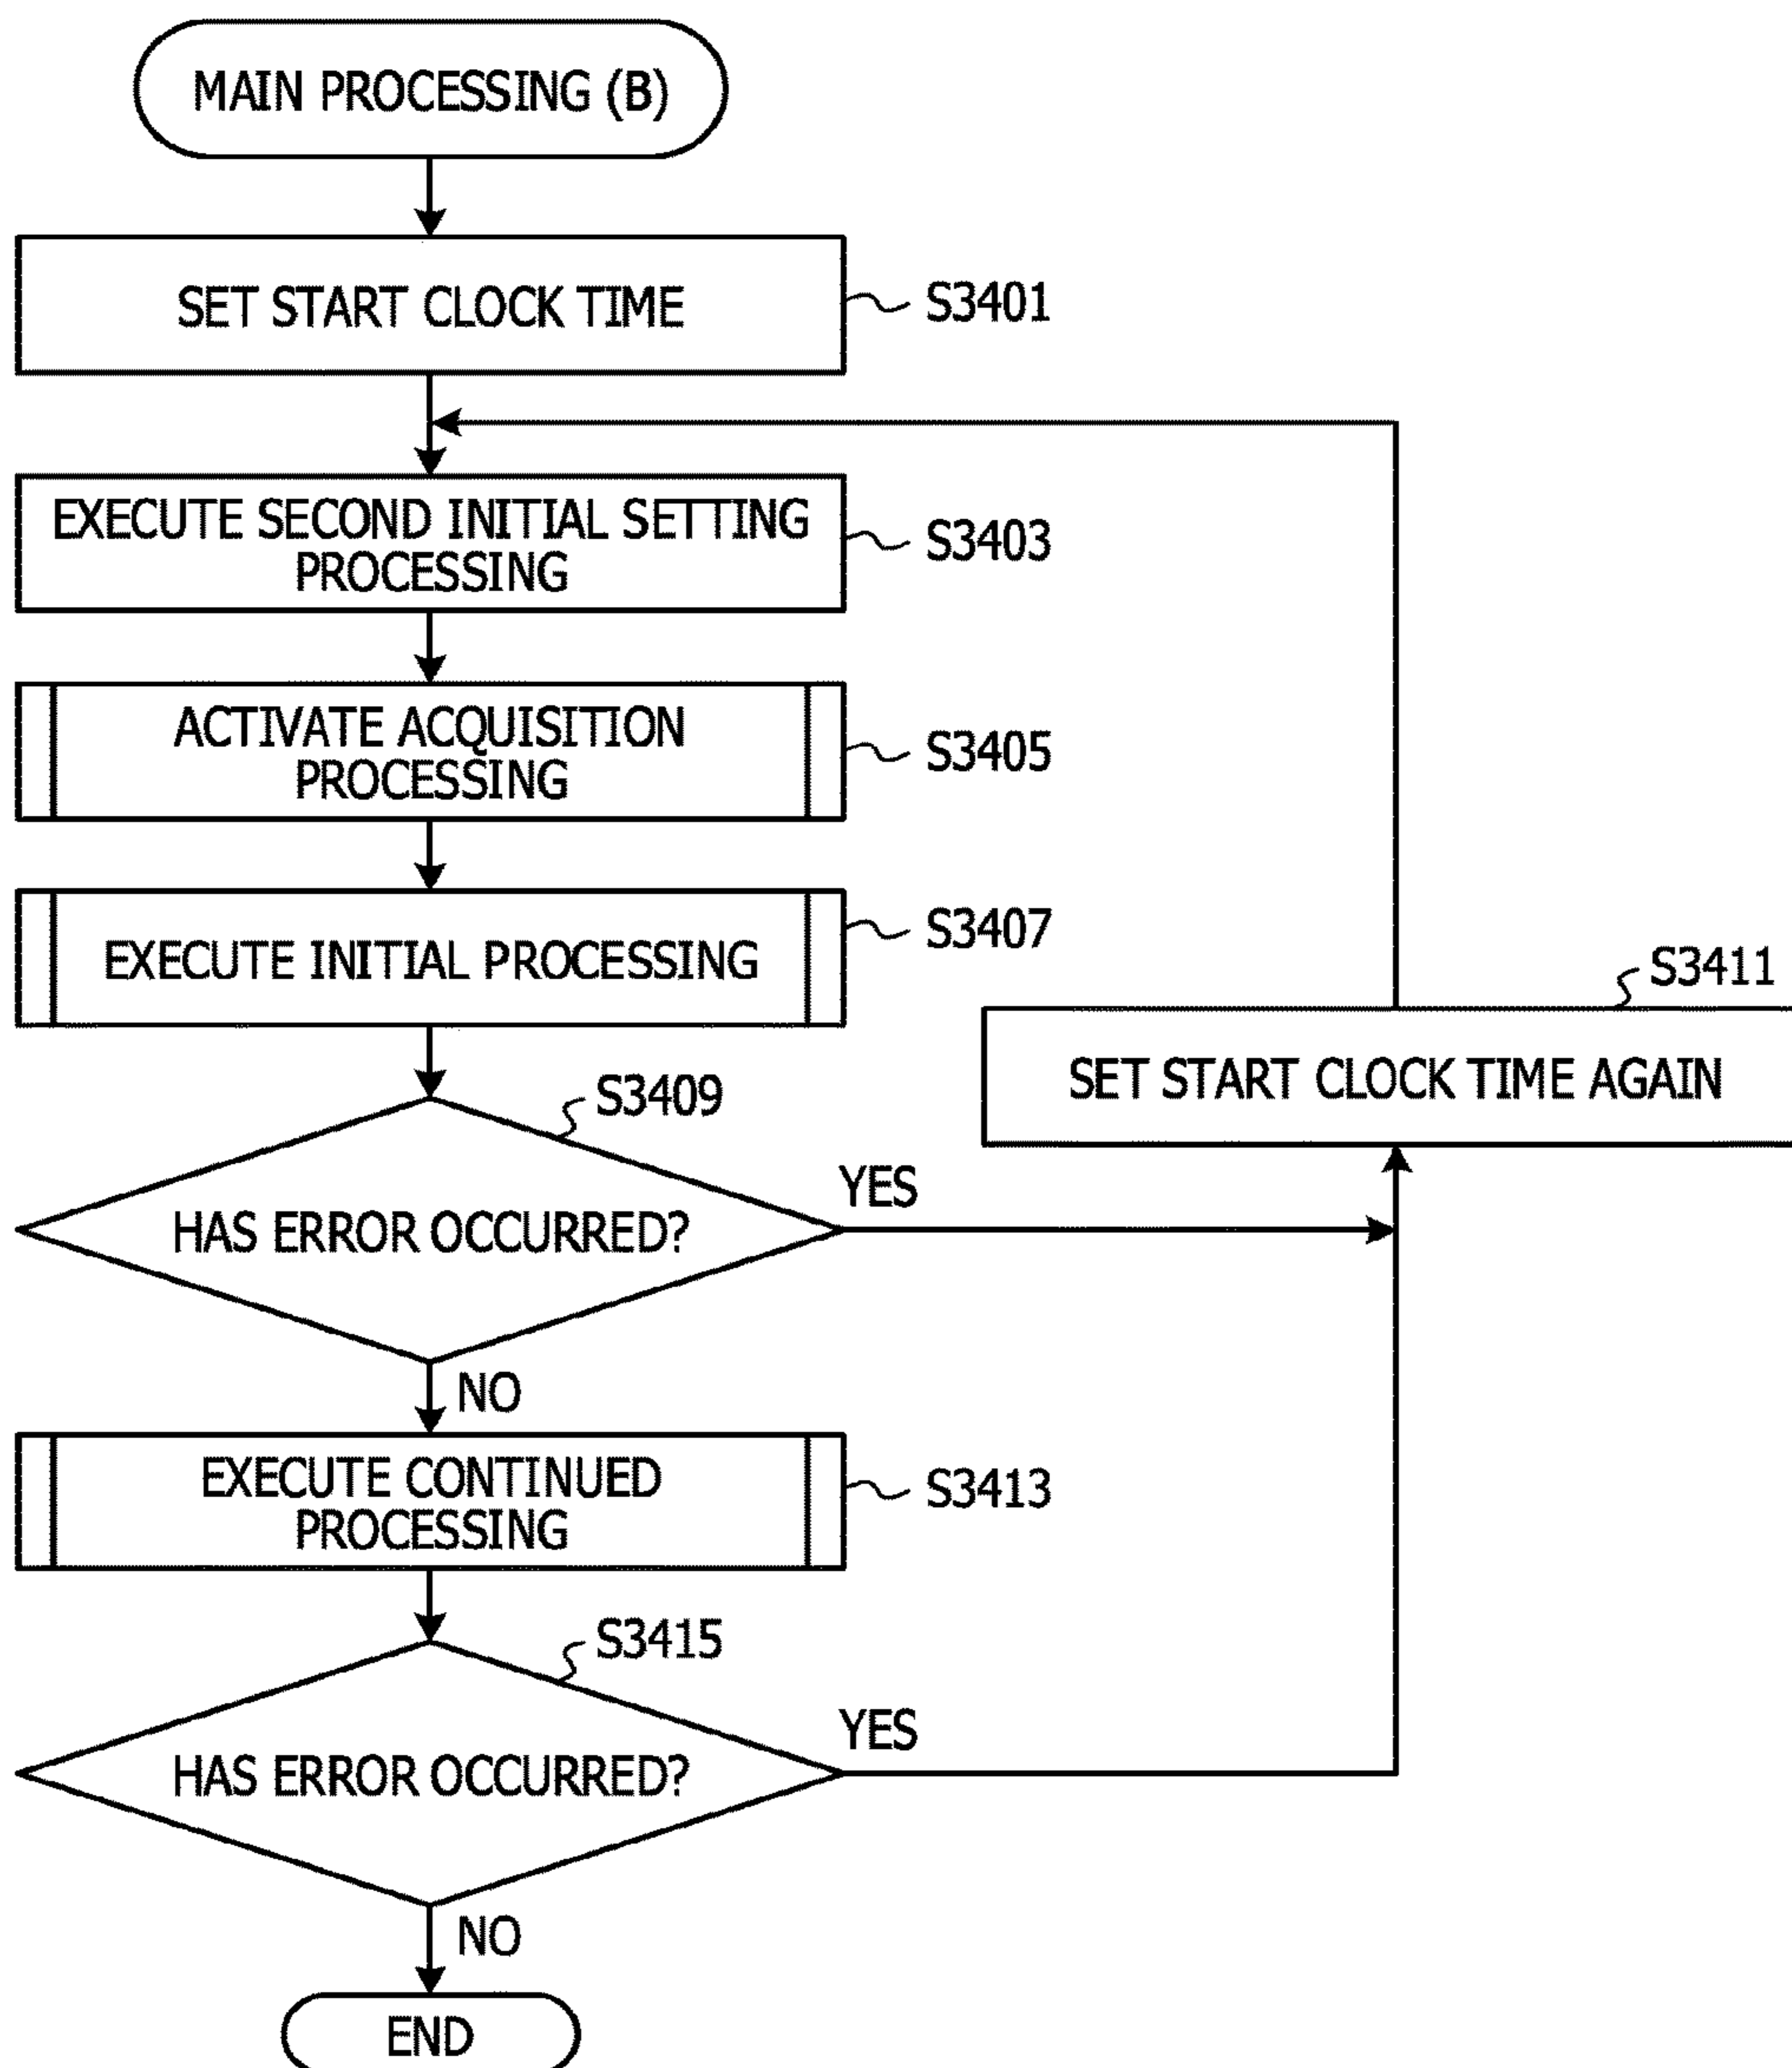 MAIN PROCESSING (B)
SET START CLOCK TIME
S3401
EXECUTE SECOND INITIAL SETTING
PROCESSING
S3403
ACTIVATE ACQUISITION
PROCESSING
S3405
EXECUTE INITIAL PROCESSING
S3407
S3411
SET START CLOCK TIME AGAIN
S3409
HAS ERROR OCCURRED?
YES
NO
EXECUTE CONTINUED
PROCESSING
S3413
S3415
HAS ERROR OCCURRED?
YES
NO
END